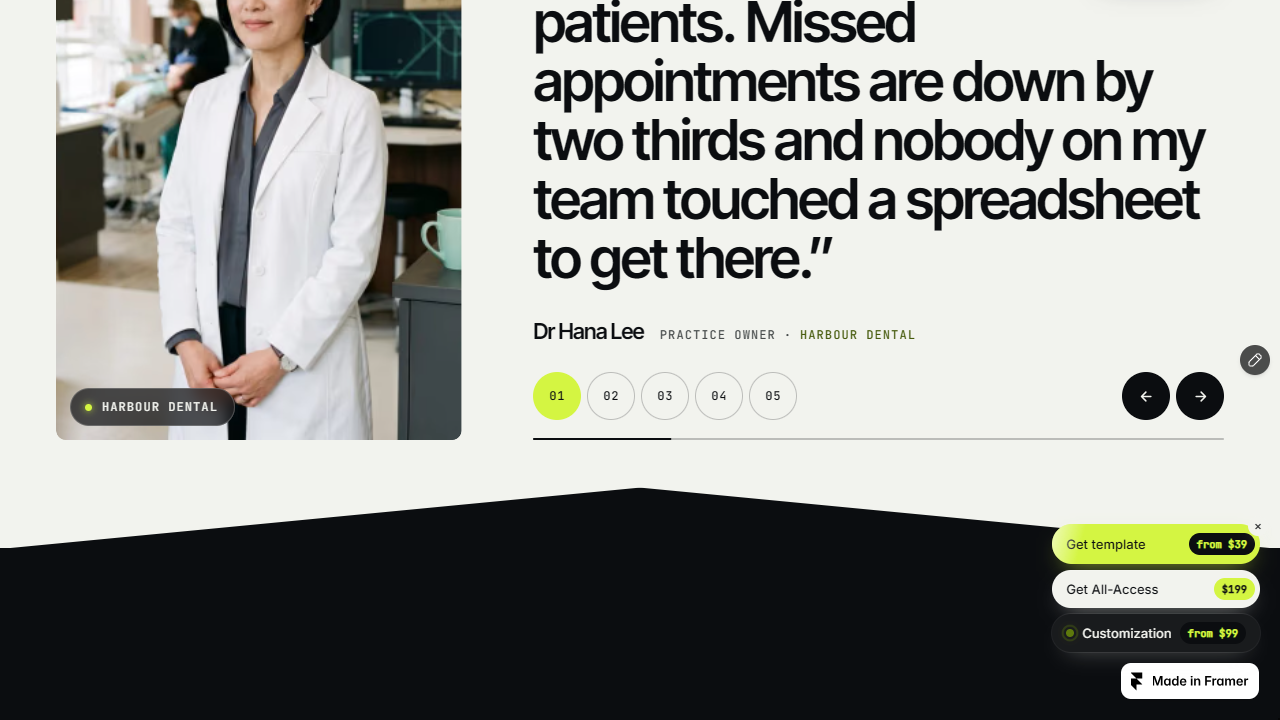 patients. Missed
appointments are down by
two thirds and nobody on my
team touched a spreadsheet
to get there.”
Dr Hana Lee PRACTICE OWNER · HARBOUR DENTAL
HARBOUR DENTAL
01 02 03 04 05
Get template from $39
Get All-Access $199
Customization from $99
Made in Framer